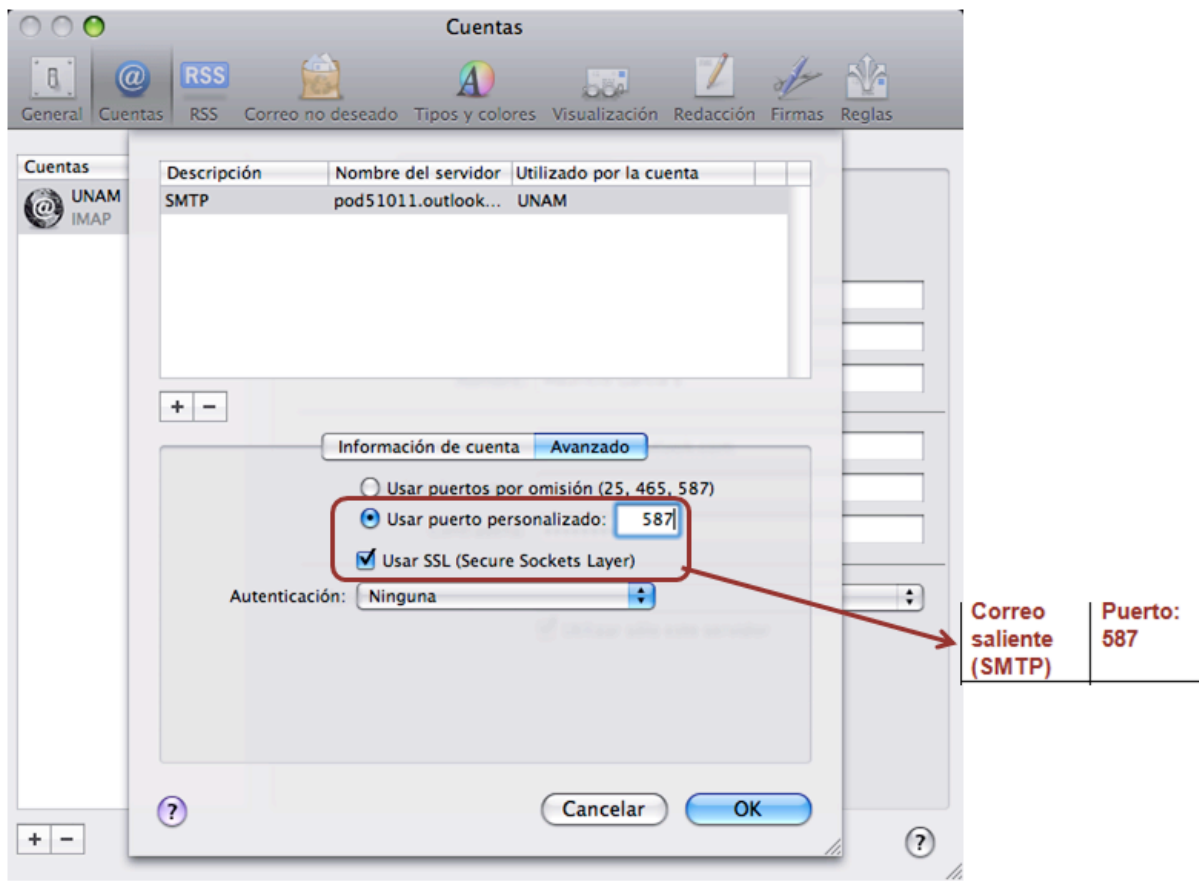 Cuentas
General Cuentas RSS Correo no deseado Tipos y colores Visualización Redacción Firmas Reglas
RSS
Cuentas
UNAM
IMAP
Descripción Nombre del servidor Utilizado por la cuenta
SMTP pod51011.outlook... UNAM
+ −
Información de cuenta Avanzado
Usar puertos por omisión (25, 465, 587)
Usar puerto personalizado: 587
Usar SSL (Secure Sockets Layer)
Autenticación: Ninguna
Correo saliente (SMTP)
Puerto: 587
? Cancelar OK
+ − ?